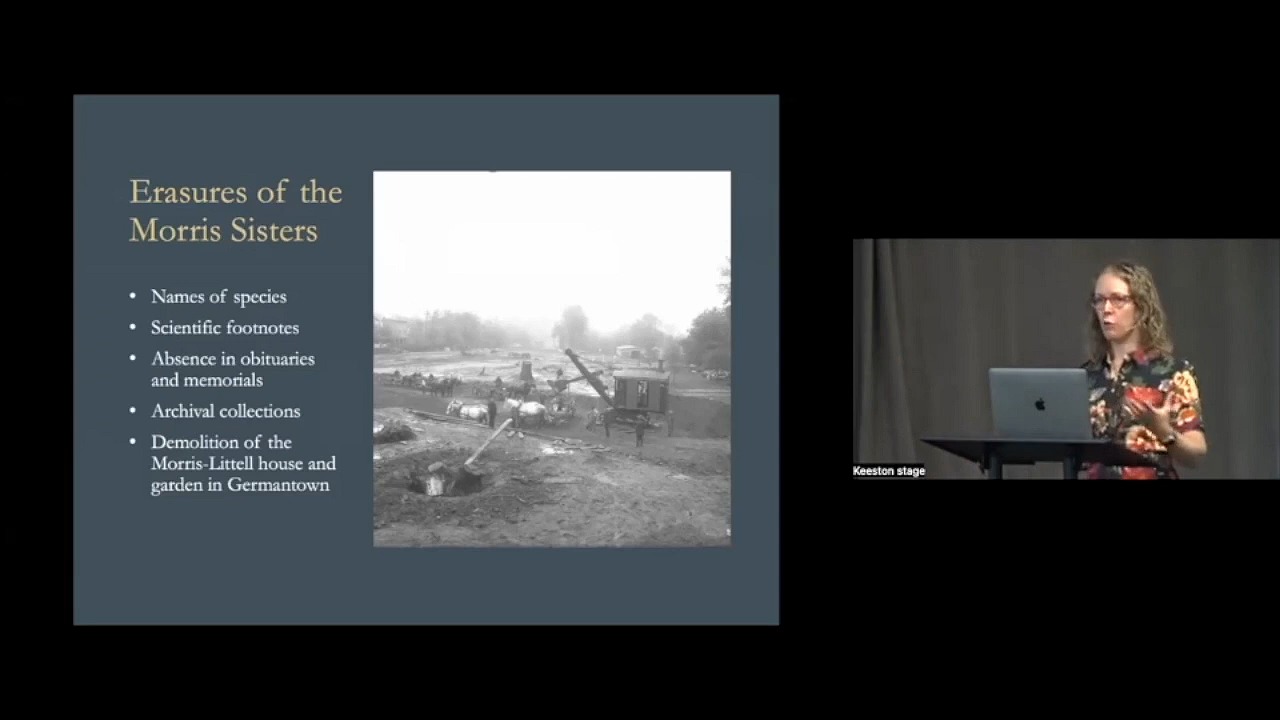 Erasures of the
Morris Sisters
• Names of species
• Scientific footnotes
• Absence in obituaries
and memorials
• Archival collections
• Demolition of the
Morris-Littell house and
garden in Germantown
Keeston stage